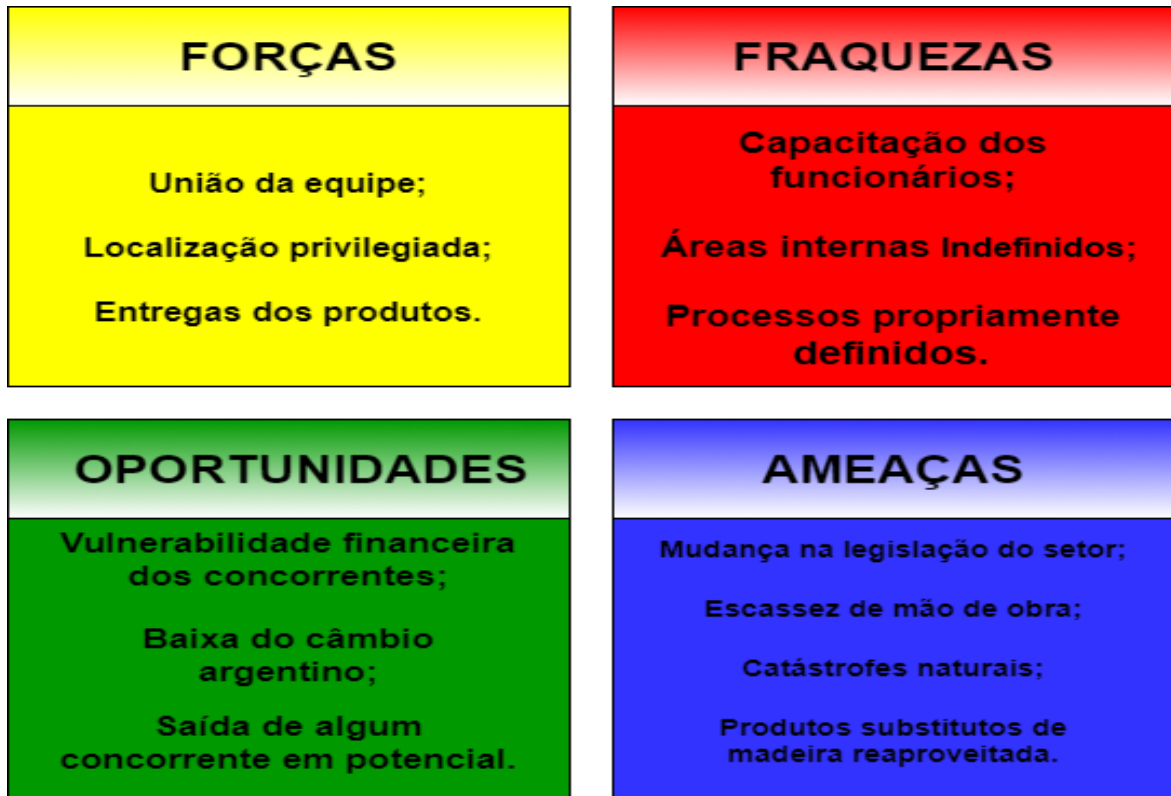 FORÇAS
União da equipe;
Localização privilegiada;
Entregas dos produtos.
FRAQUEZAS
Capacitação dos
funcionários;
Áreas internas Indefinidos;
Processos propriamente
definidos.
OPORTUNIDADES
Vulnerabilidade financeira
dos concorrentes;
Baixa do câmbio
argentino;
Saída de algum
concorrente em potencial.
AMEAÇAS
Mudança na legislação do setor;
Escassez de mão de obra;
Catástrofes naturais;
Produtos substitutos de
madeira reaproveitada.